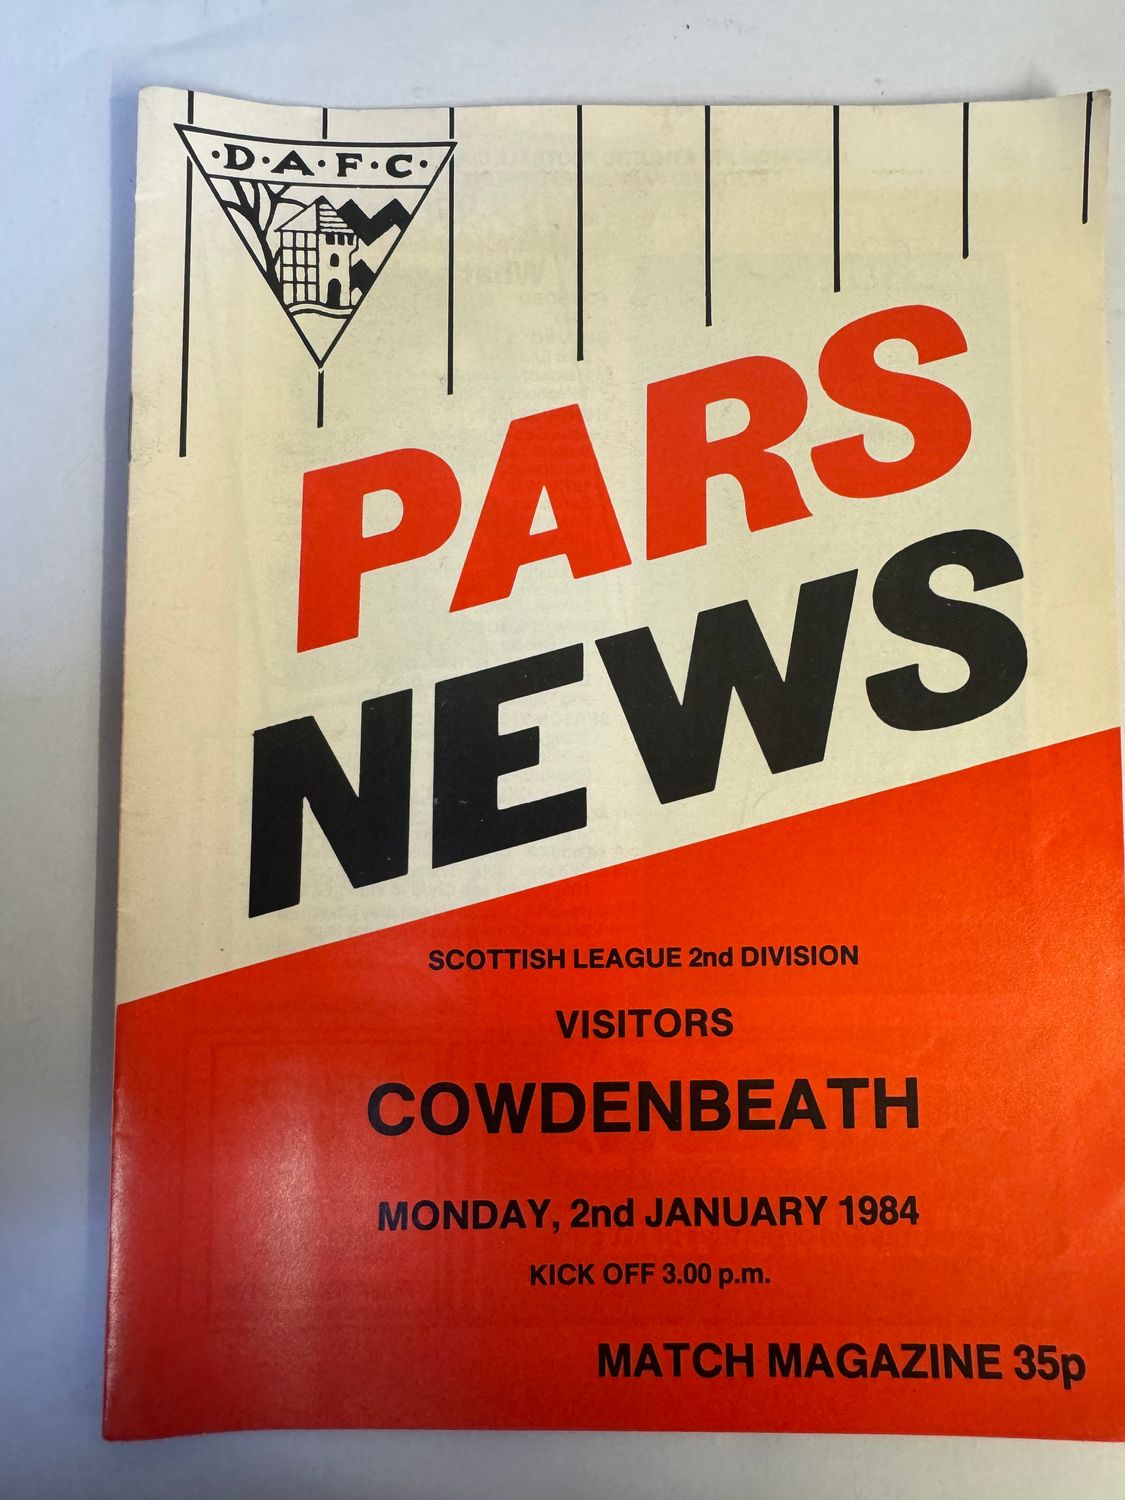 ·D·A·F·C·
PARS
NEWS
SCOTTISH LEAGUE 2nd DIVISION
VISITORS
COWDENBEATH
MONDAY, 2nd JANUARY 1984
KICK OFF 3.00 p.m.
MATCH MAGAZINE 35p